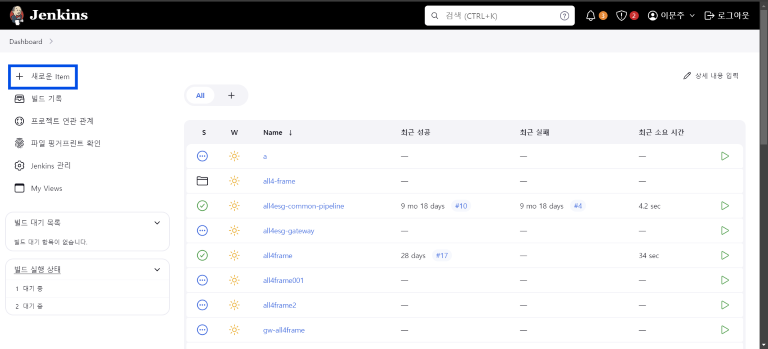 Jenkins
검색 (CTRL+K)
1
2
이문주
로그아웃
Dashboard
새로운 Item
빌드 기록
프로젝트 연관 관계
파일 핑거프린트 확인
Jenkins 관리
My Views
빌드 대기 목록
빌드 대기 항목이 없습니다.
빌드 실행 상태
1 대기 중
2 대기 중
상세 내용 입력
All +
S W Name ↓ 최근 성공 최근 실패 최근 소요 시간
a — — —
all4-frame — — —
all4esg-common-pipeline 9 mo 18 days #10 9 mo 18 days #4 4.2 sec
all4esg-gateway — — —
all4frame 28 days #17 — 34 sec
all4frame001 — — —
all4frame2 — — —
gw-all4frame — — —